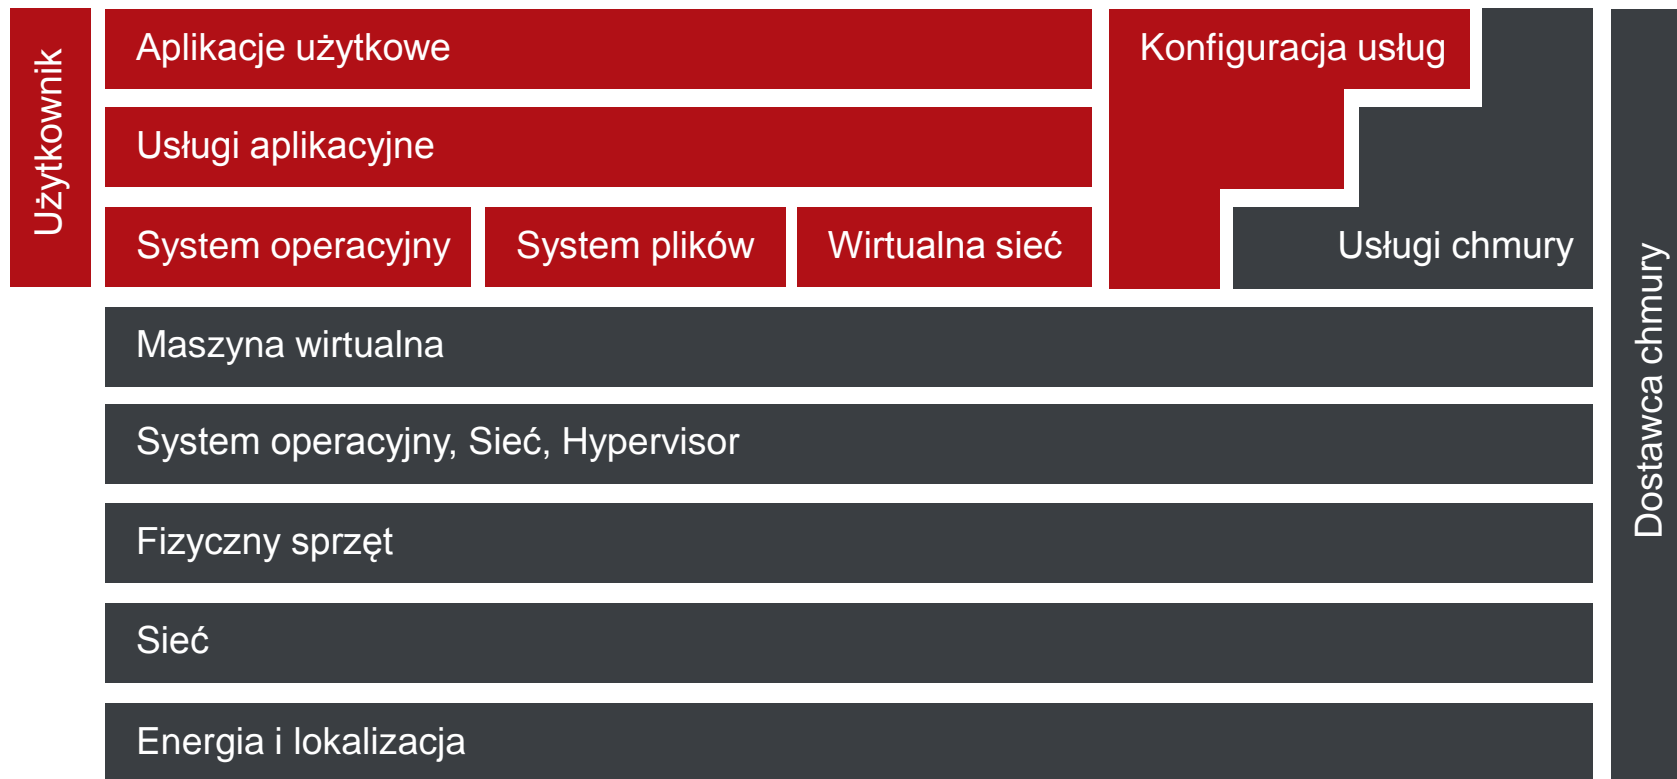 Użytkownik
Aplikacje użytkowe
Konfiguracja usług
Usługi aplikacyjne
System operacyjny
System plików
Wirtualna sieć
Usługi chmury
Maszyna wirtualna
System operacyjny, Sieć, Hypervisor
Fizyczny sprzęt
Sieć
Energia i lokalizacja
Dostawca chmury